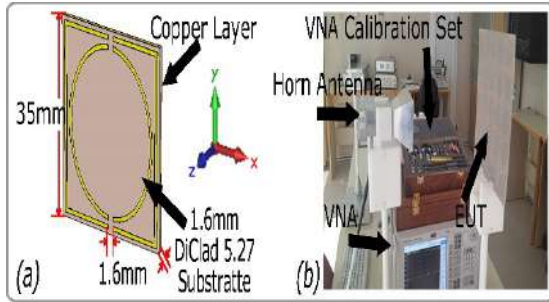 Copper Layer
35mm
y
x
z
1.6mm
DiClad 5.27
Substratte
1.6mm
(a)
VNA Calibration Set
Horn Antenna
VNA
EUT
(b)